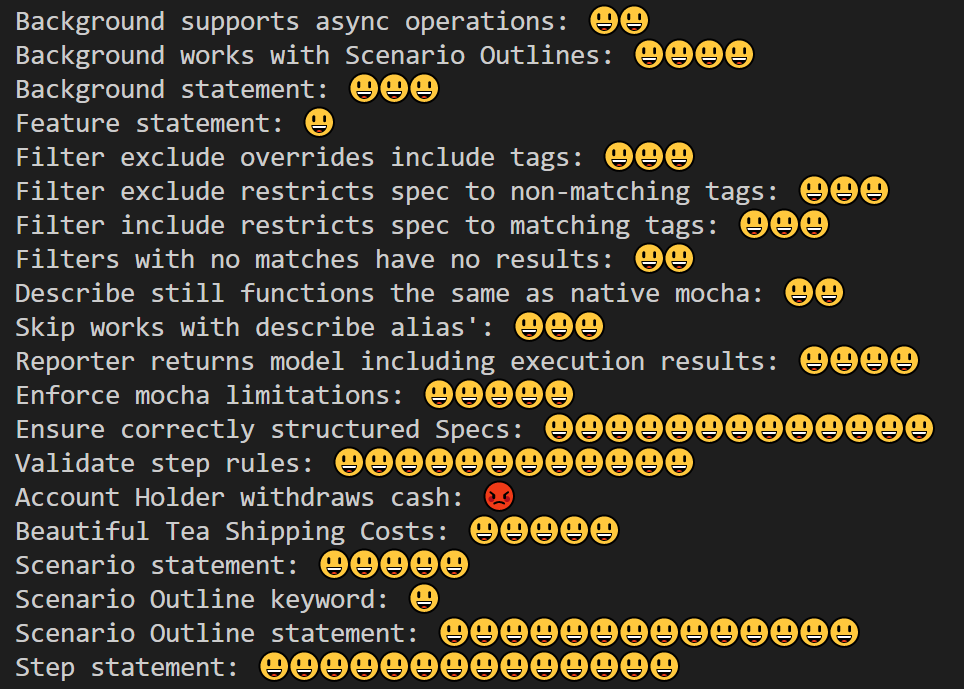 Background supports async operations: 😃😃
Background works with Scenario Outlines: 😃😃😃😃
Background statement: 😃😃😃
Feature statement: 😃
Filter exclude overrides include tags: 😃😃😃
Filter exclude restricts spec to non-matching tags: 😃😃😃
Filter include restricts spec to matching tags: 😃😃😃
Filters with no matches have no results: 😃😃
Describe still functions the same as native mocha: 😃😃
Skip works with describe alias': 😃😃😃
Reporter returns model including execution results: 😃😃😃😃
Enforce mocha limitations: 😃😃😃😃😃
Ensure correctly structured Specs: 😃😃😃😃😃😃😃😃😃😃😃😃😃
Validate step rules: 😃😃😃😃😃😃😃😃😃😃😃😃
Account Holder withdraws cash: 😡
Beautiful Tea Shipping Costs: 😃😃😃😃😃
Scenario statement: 😃😃😃😃😃
Scenario Outline keyword: 😃
Scenario Outline statement: 😃😃😃😃😃😃😃😃😃😃😃😃😃😃
Step statement: 😃😃😃😃😃😃😃😃😃😃😃😃😃😃